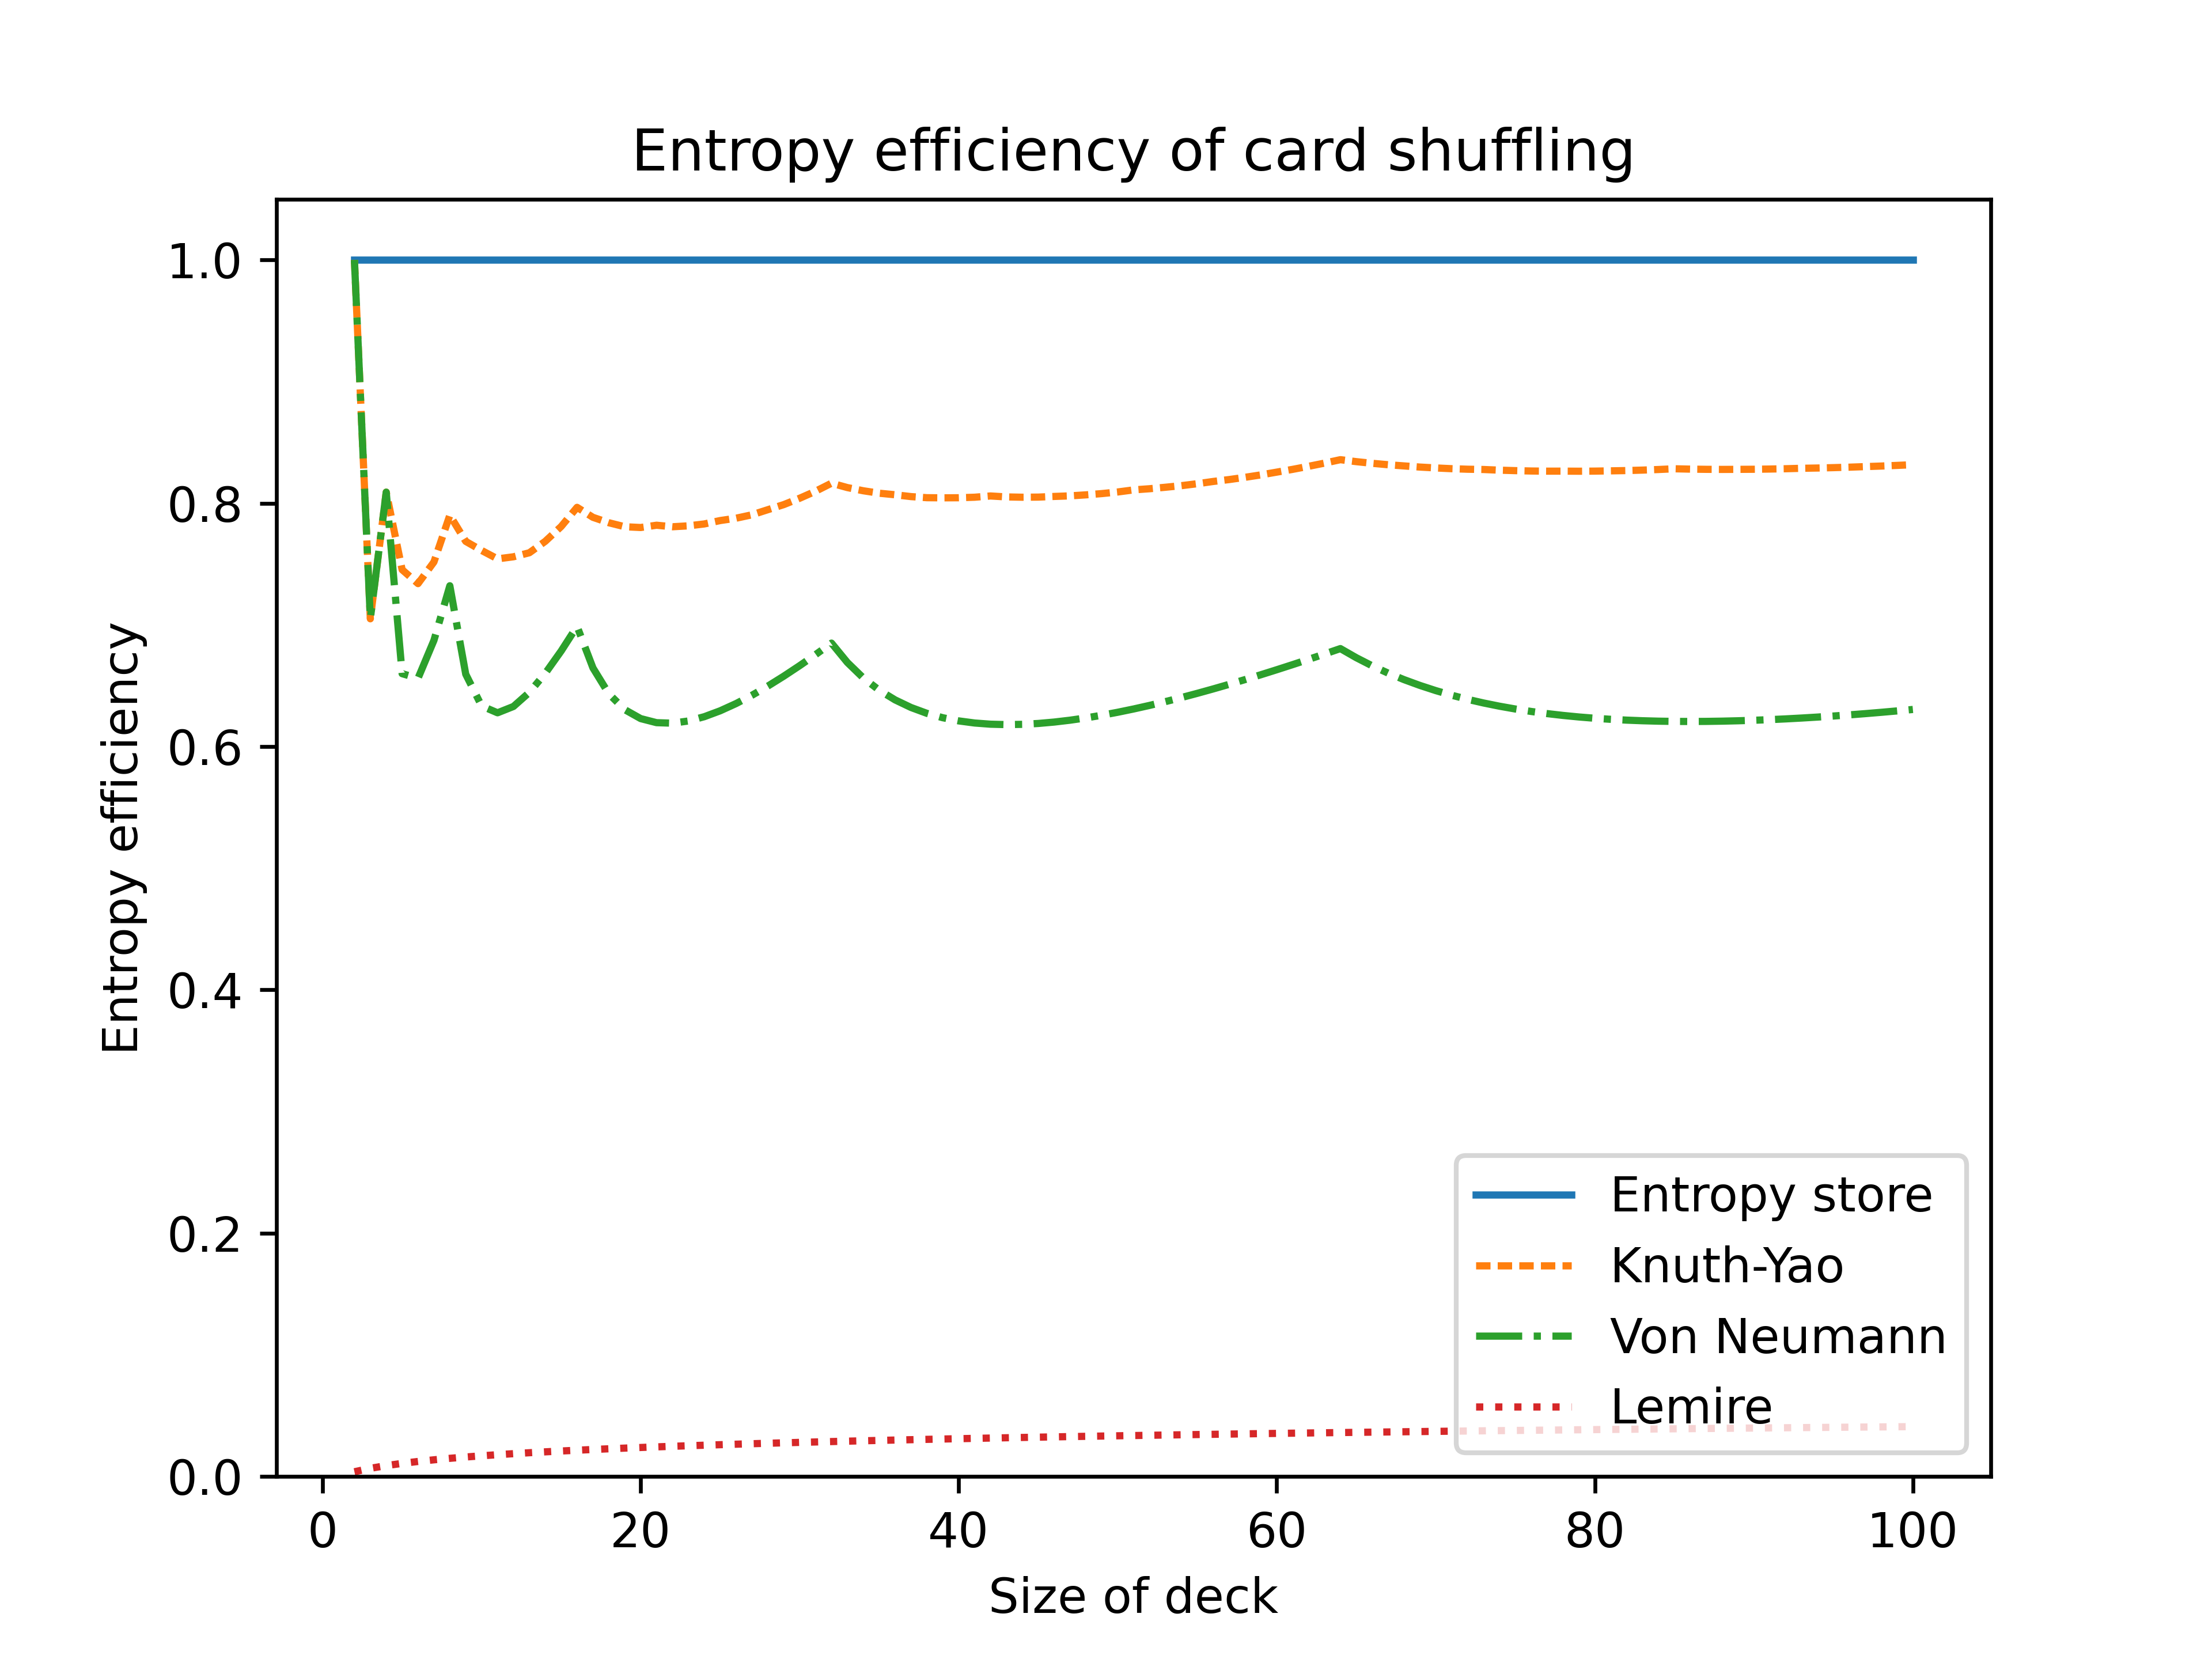 Entropy efficiency of card shuffling
Entropy efficiency
1.0
0.8
0.6
0.4
0.2
0.0
0 20 40 60 80 100
Size of deck
Entropy store
Knuth-Yao
Von Neumann
Lemire